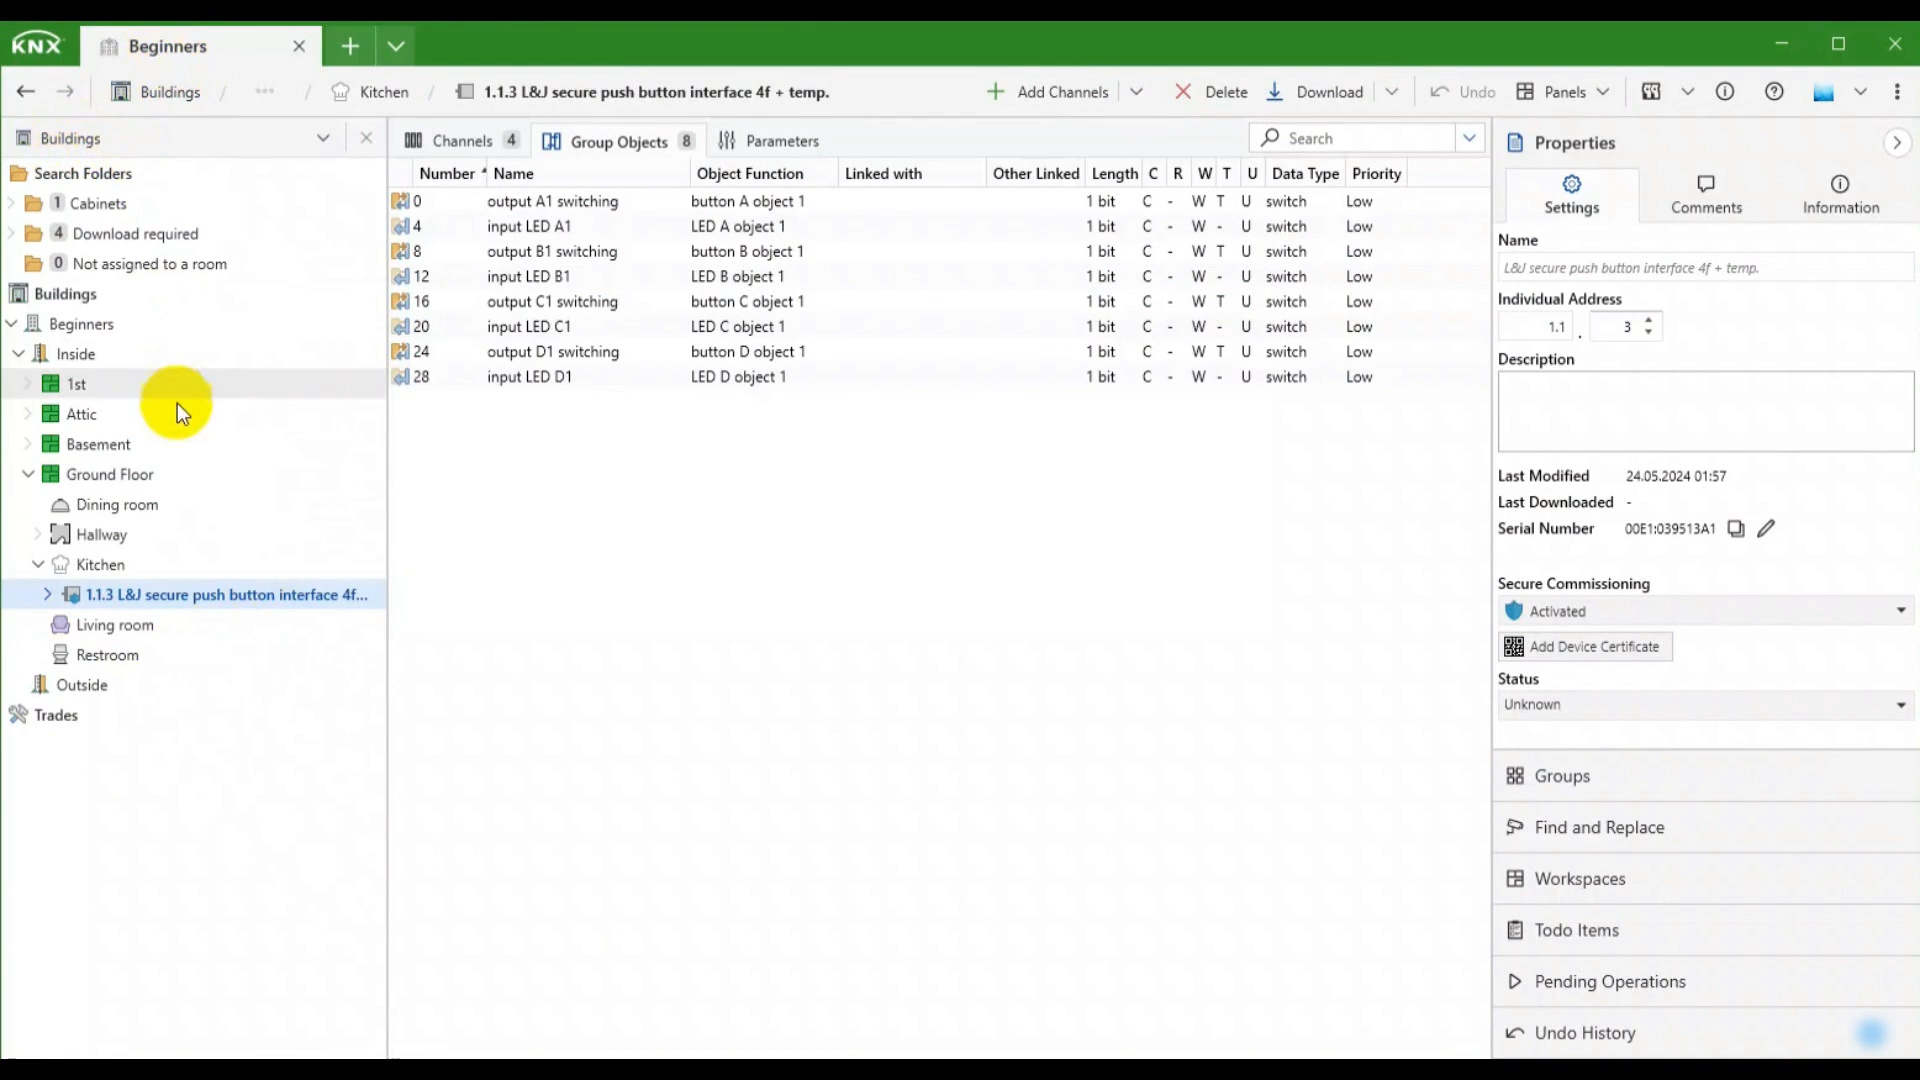 KNX
Beginners
Buildings / ... / Kitchen / 1.1.3 L&J secure push button interface 4f + temp.
Add Channels Delete Download Undo Panels
Buildings
Search Folders
1 Cabinets
4 Download required
0 Not assigned to a room
Buildings
Beginners
Inside
1st
Attic
Basement
Ground Floor
Dining room
Hallway
Kitchen
1.1.3 L&J secure push button interface 4f...
Living room
Restroom
Outside
Trades
Channels 4 Group Objects 8 Parameters Search
Number Name Object Function Linked with Other Linked Length C R W T U Data Type Priority
0 output A1 switching button A object 1 1 bit C - W T U switch Low
4 input LED A1 LED A object 1 1 bit C - W - U switch Low
8 output B1 switching button B object 1 1 bit C - W T U switch Low
12 input LED B1 LED B object 1 1 bit C - W - U switch Low
16 output C1 switching button C object 1 1 bit C - W T U switch Low
20 input LED C1 LED C object 1 1 bit C - W - U switch Low
24 output D1 switching button D object 1 1 bit C - W T U switch Low
28 input LED D1 LED D object 1 1 bit C - W - U switch Low
Properties
Settings Comments Information
Name
L&J secure push button interface 4f + temp.
Individual Address
1.1 . 3
Description
Last Modified 24.05.2024 01:57
Last Downloaded -
Serial Number 00E1:039513A1
Secure Commissioning
Activated
Add Device Certificate
Status
Unknown
Groups
Find and Replace
Workspaces
Todo Items
Pending Operations
Undo History